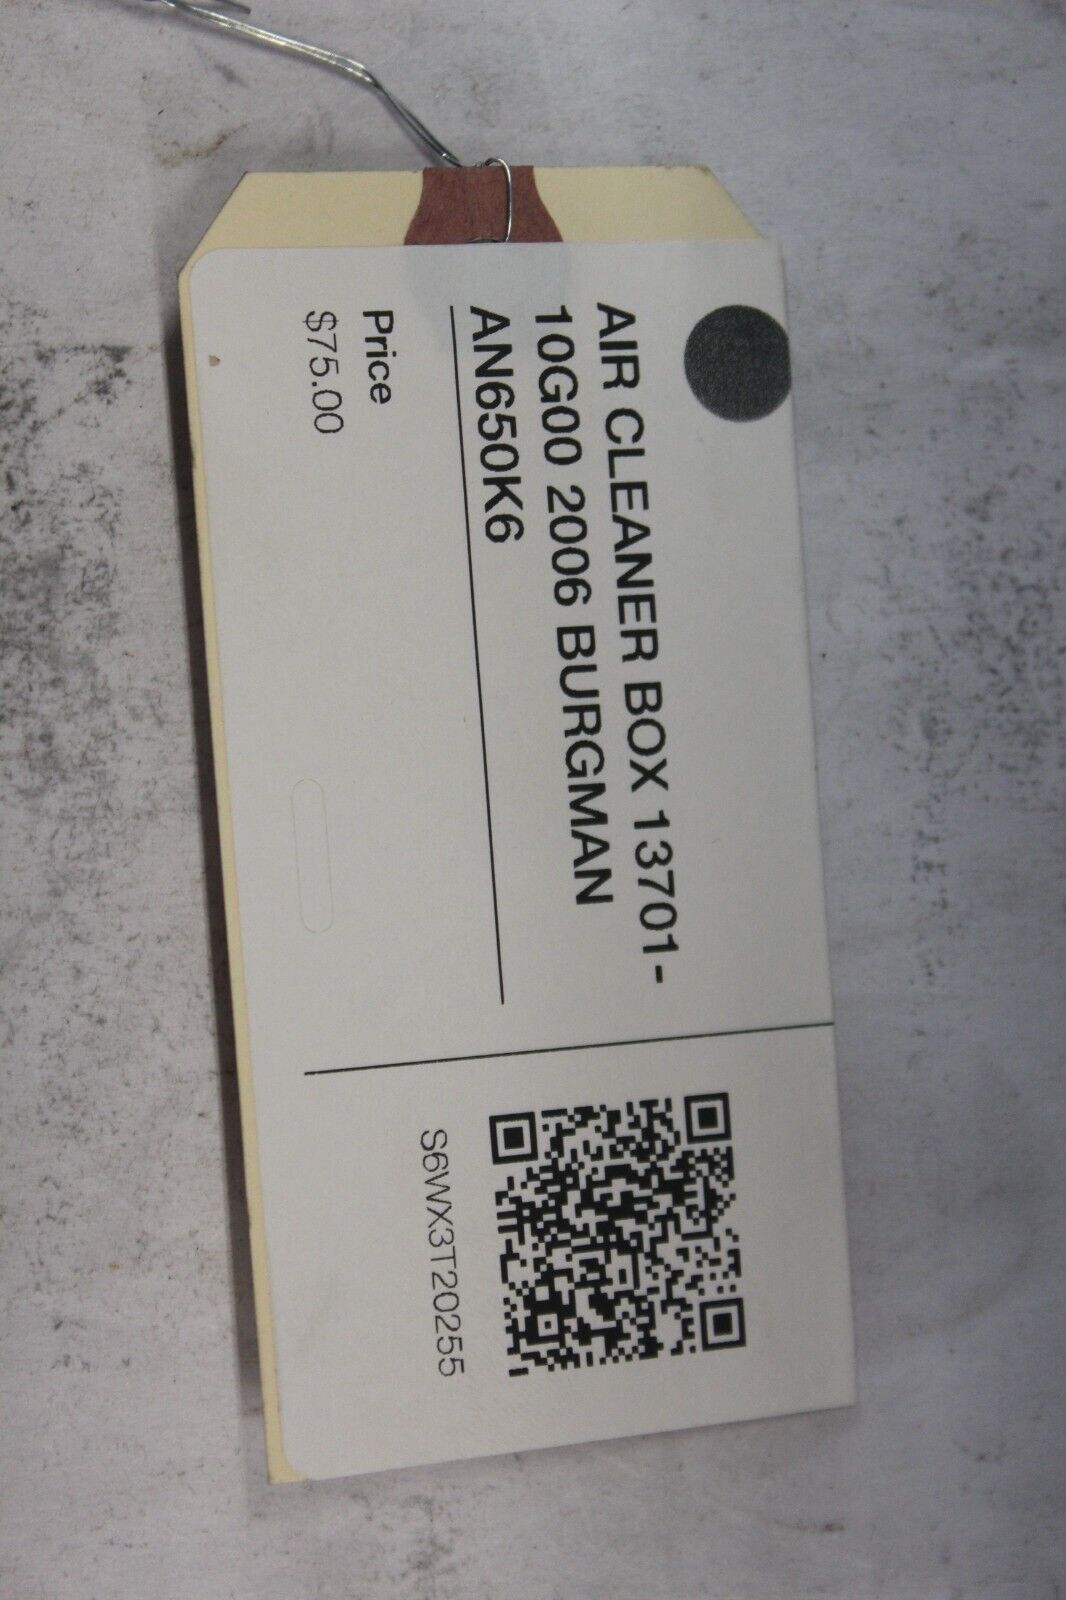 AIR CLEANER BOX 13701-
10G00 2006 BURGMAN
AN650K6
Price
$75.00
S6WX3T20255